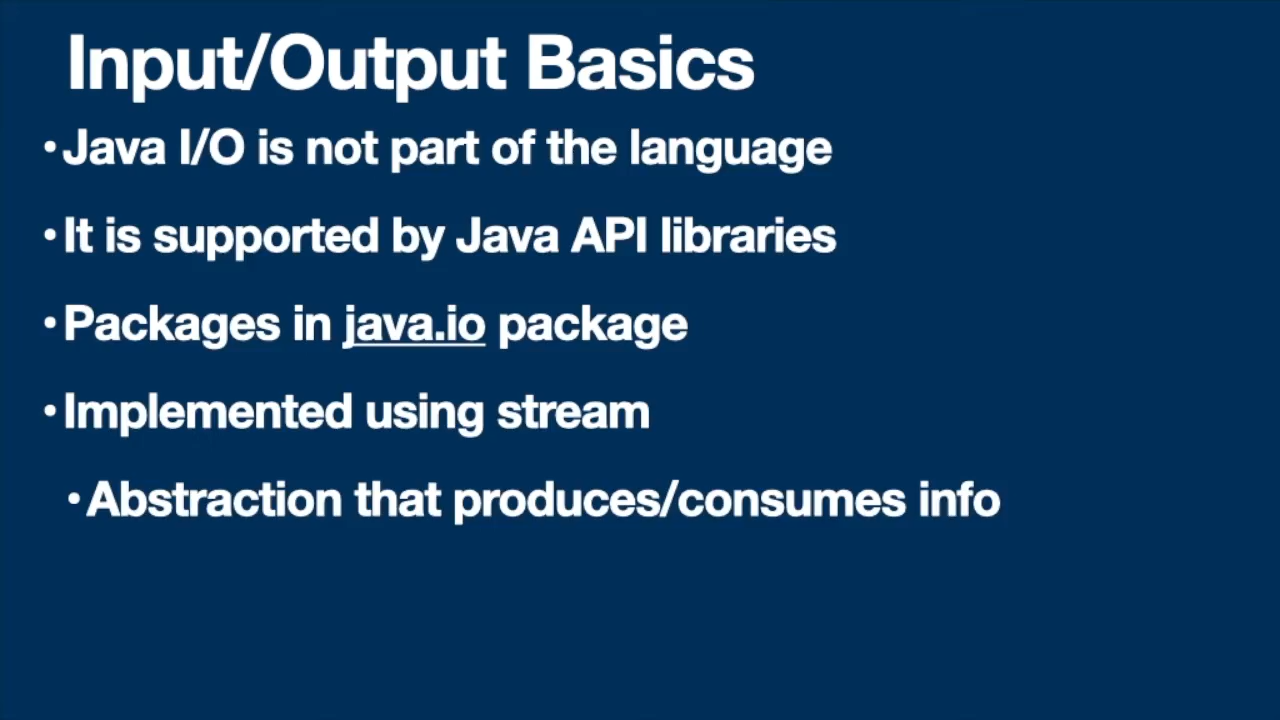 Input/Output Basics
•Java I/O is not part of the language
•It is supported by Java API libraries
•Packages in java.io package
•Implemented using stream
•Abstraction that produces/consumes info